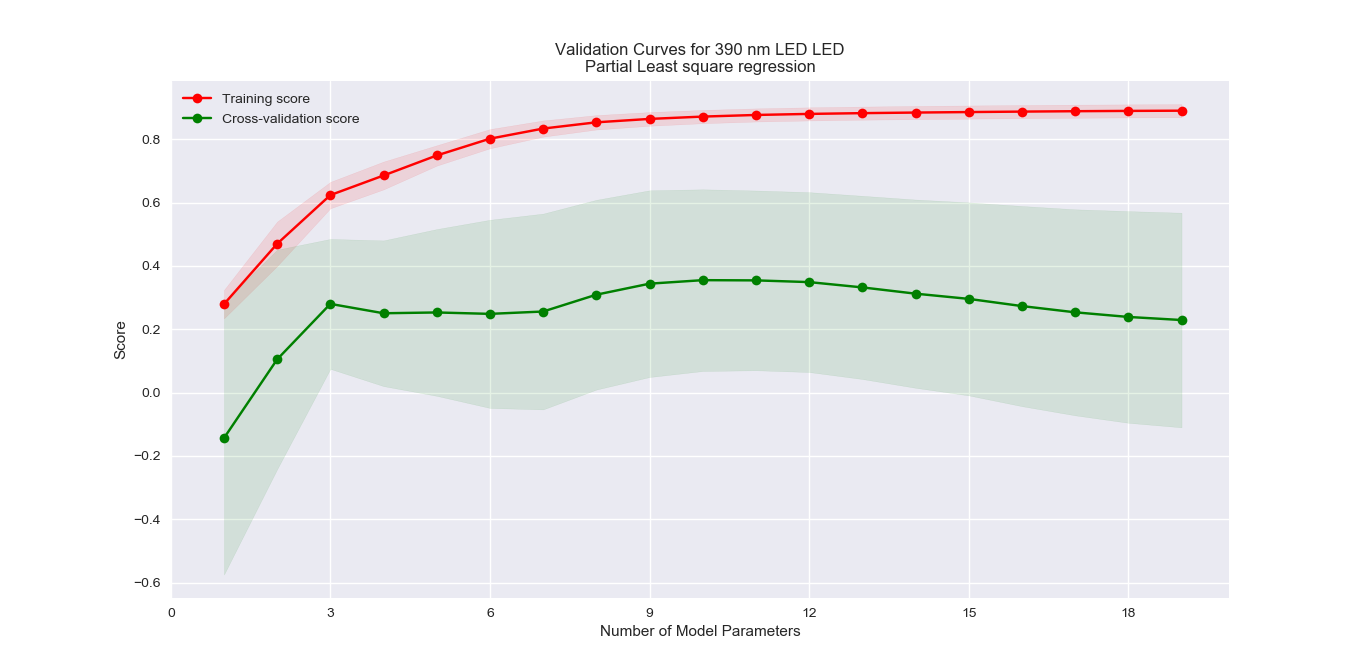 Validation Curves for 390 nm LED LED
Partial Least square regression
Training score
Cross-validation score
0.8
0.6
0.4
0.2
0.0
−0.2
−0.4
−0.6
Score
0 3 6 9 12 15 18
Number of Model Parameters